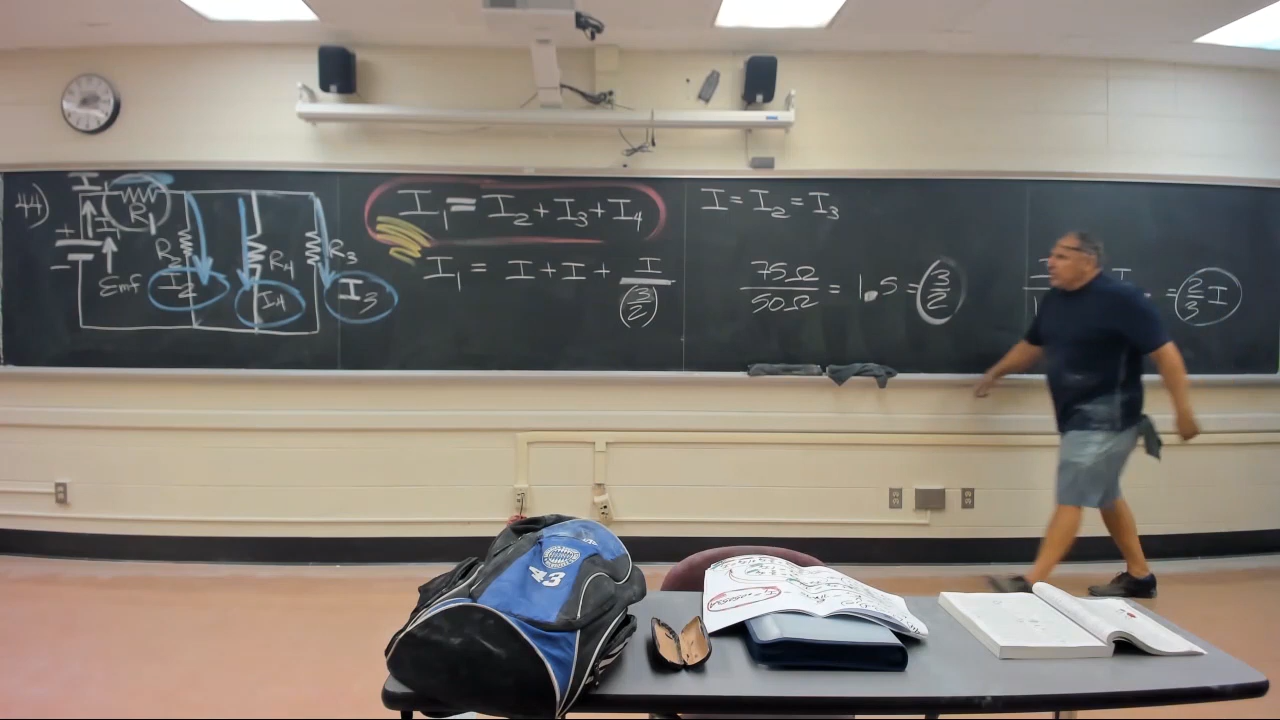 44)
I
R1
I1
+
-
Emf
R2
I2
R4
I4
R3
I3
I1 = I2 + I3 + I4
I1 = I + I + I/(3/2)
I = I2 = I3
75Ω/50Ω = 1.5 = 3/2
I
= 2/3 I
43